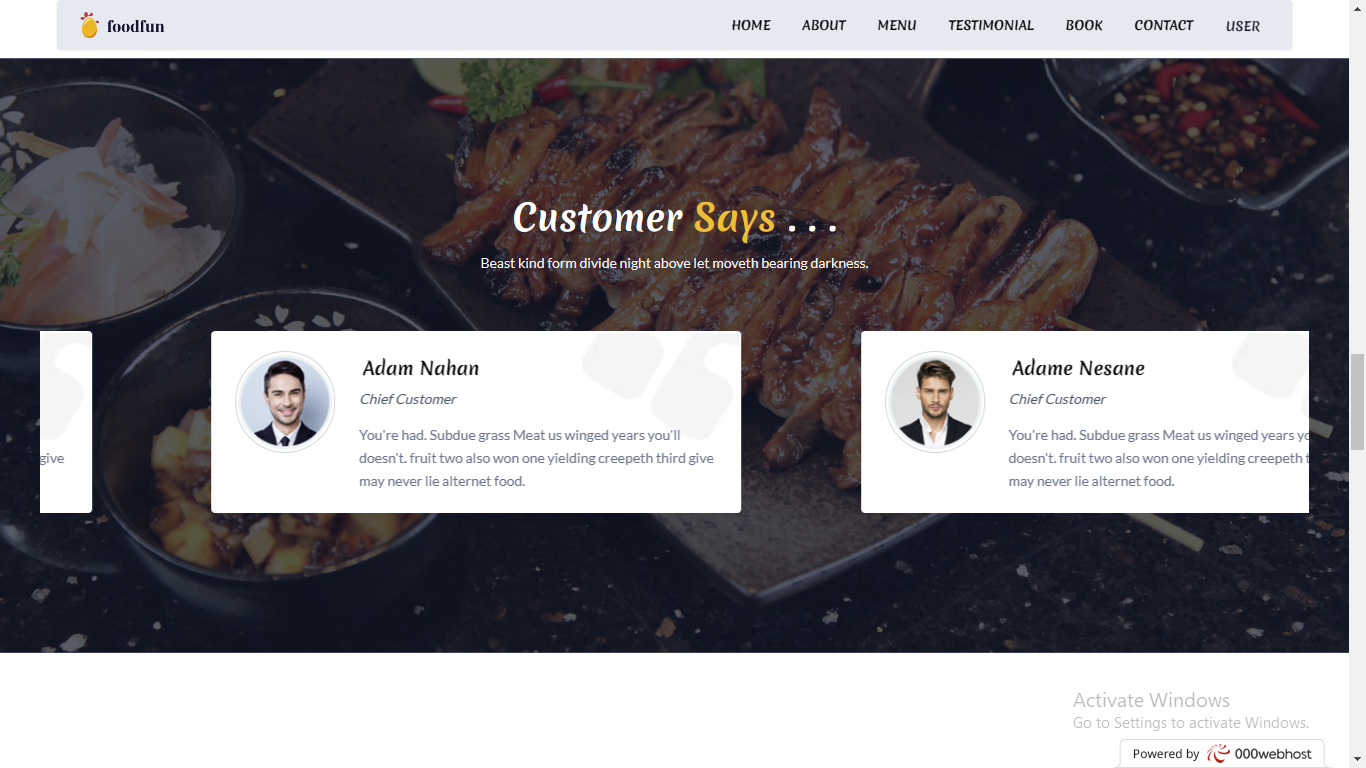 foodfun
HOME ABOUT MENU TESTIMONIAL BOOK CONTACT USER
Customer Says . . .
Beast kind form divide night above let moveth bearing darkness.
give
Adam Nahan
Chief Customer
You're had. Subdue grass Meat us winged years you'll
doesn't. fruit two also won one yielding creepeth third give
may never lie alternet food.
Adame Nesane
Chief Customer
You're had. Subdue grass Meat us winged years yo
doesn't. fruit two also won one yielding creepeth t
may never lie alternet food.
Activate Windows
Go to Settings to activate Windows.
Powered by 000webhost